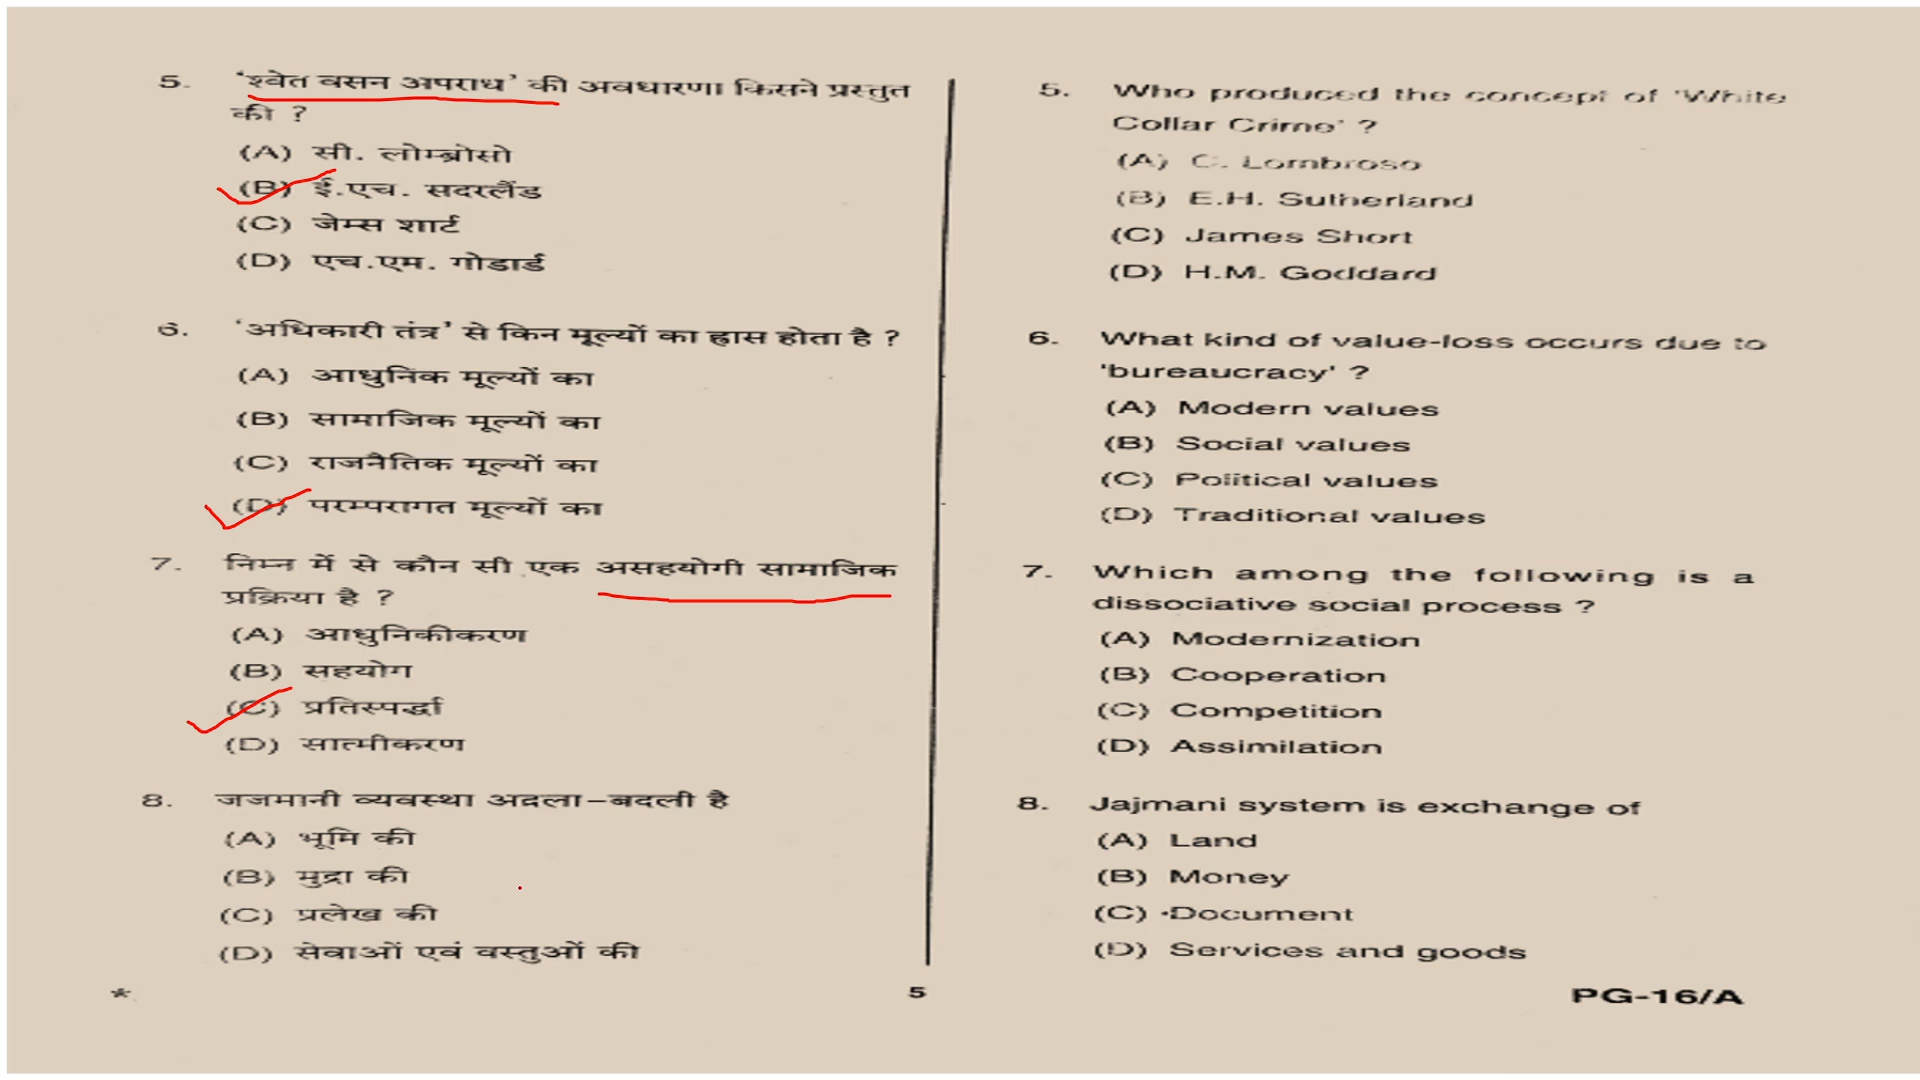 5. 'श्वेत वसन अपराध' की अवधारणा किसने प्रस्तुत
की ?
(A) सी. लोम्ब्रोसो
(B) ई.एच. सदरलैंड
(C) जेम्स शार्ट
(D) एच.एम. गोडार्ड
6. 'अधिकारी तंत्र' से किन मूल्यों का ह्रास होता है ?
(A) आधुनिक मूल्यों का
(B) सामाजिक मूल्यों का
(C) राजनैतिक मूल्यों का
(D) परम्परागत मूल्यों का
7. निम्न में से कौन सी एक असहयोगी सामाजिक
प्रक्रिया है ?
(A) आधुनिकीकरण
(B) सहयोग
(C) प्रतिस्पर्द्धा
(D) सात्मीकरण
8. जजमानी व्यवस्था अदला–बदली है
(A) भूमि की
(B) मुद्रा की
(C) प्रलेख की
(D) सेवाओं एवं वस्तुओं की
5. Who produced the concept of 'White
Collar Crime' ?
(A) C. Lombroso
(B) E.H. Sutherland
(C) James Short
(D) H.M. Goddard
6. What kind of value-loss occurs due to
'bureaucracy' ?
(A) Modern values
(B) Social values
(C) Political values
(D) Traditional values
7. Which among the following is a
dissociative social process ?
(A) Modernization
(B) Cooperation
(C) Competition
(D) Assimilation
8. Jajmani system is exchange of
(A) Land
(B) Money
(C) Document
(D) Services and goods
* 5 PG-16/A